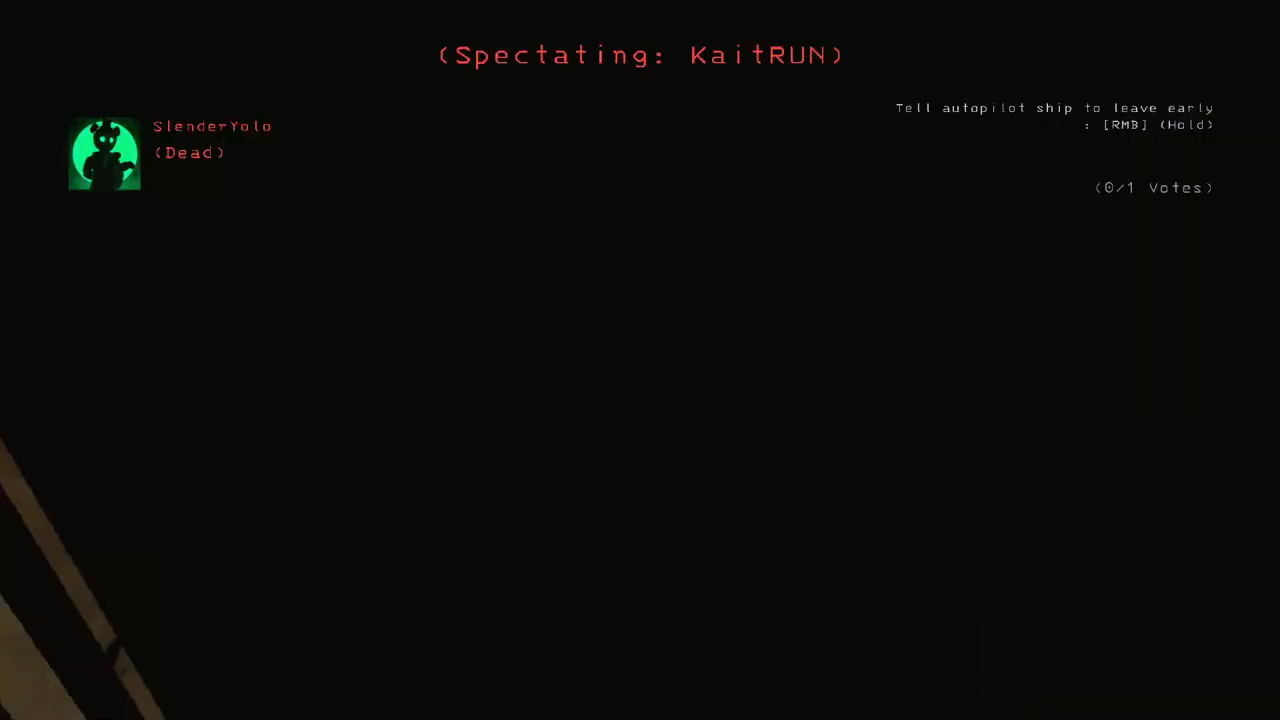 (Spectating: KaitRUN)
SlenderYolo
(Dead)
Tell autopilot ship to leave early
: [RMB] (Hold)
(0/1 Votes)